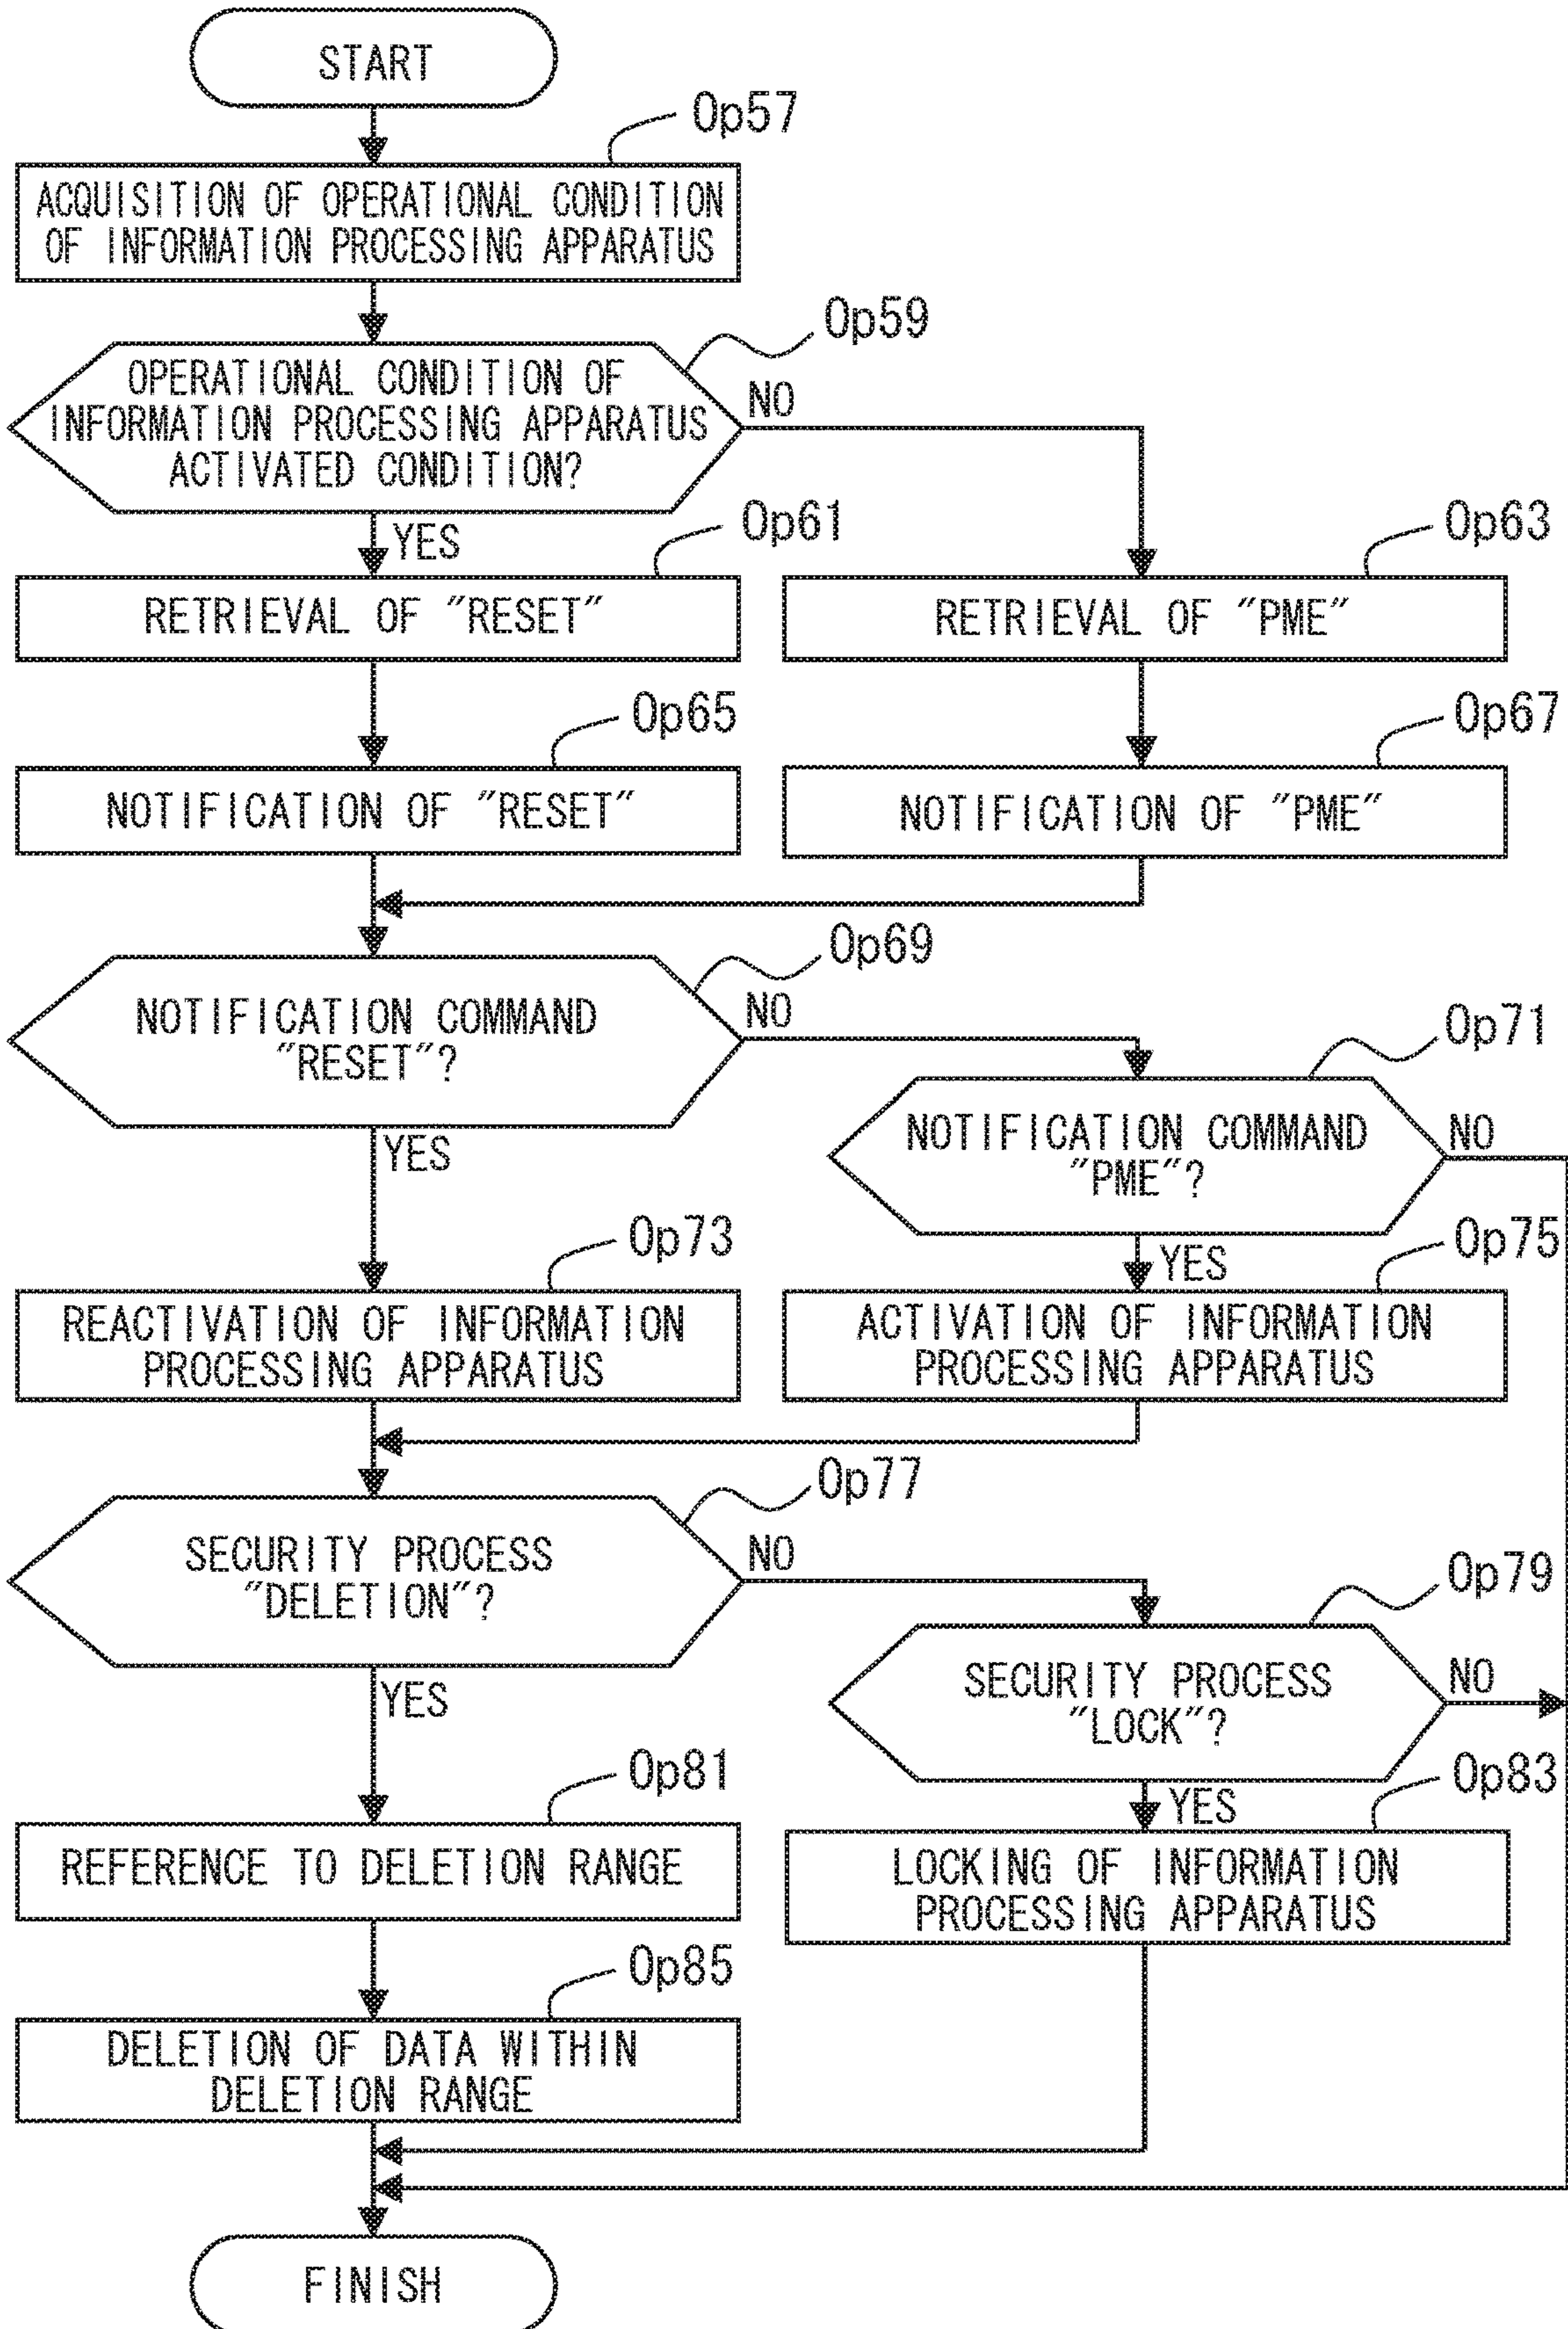 START
Op57
ACQUISITION OF OPERATIONAL CONDITION
OF INFORMATION PROCESSING APPARATUS
Op59
OPERATIONAL CONDITION OF
INFORMATION PROCESSING APPARATUS
ACTIVATED CONDITION?
NO
YES
Op61
RETRIEVAL OF "RESET"
Op63
RETRIEVAL OF "PME"
Op65
NOTIFICATION OF "RESET"
Op67
NOTIFICATION OF "PME"
Op69
NOTIFICATION COMMAND
"RESET"?
NO
YES
Op71
NOTIFICATION COMMAND
"PME"?
NO
YES
Op73
REACTIVATION OF INFORMATION
PROCESSING APPARATUS
Op75
ACTIVATION OF INFORMATION
PROCESSING APPARATUS
Op77
SECURITY PROCESS
"DELETION"?
NO
YES
Op79
SECURITY PROCESS
"LOCK"?
NO
YES
Op81
REFERENCE TO DELETION RANGE
Op83
LOCKING OF INFORMATION
PROCESSING APPARATUS
Op85
DELETION OF DATA WITHIN
DELETION RANGE
FINISH